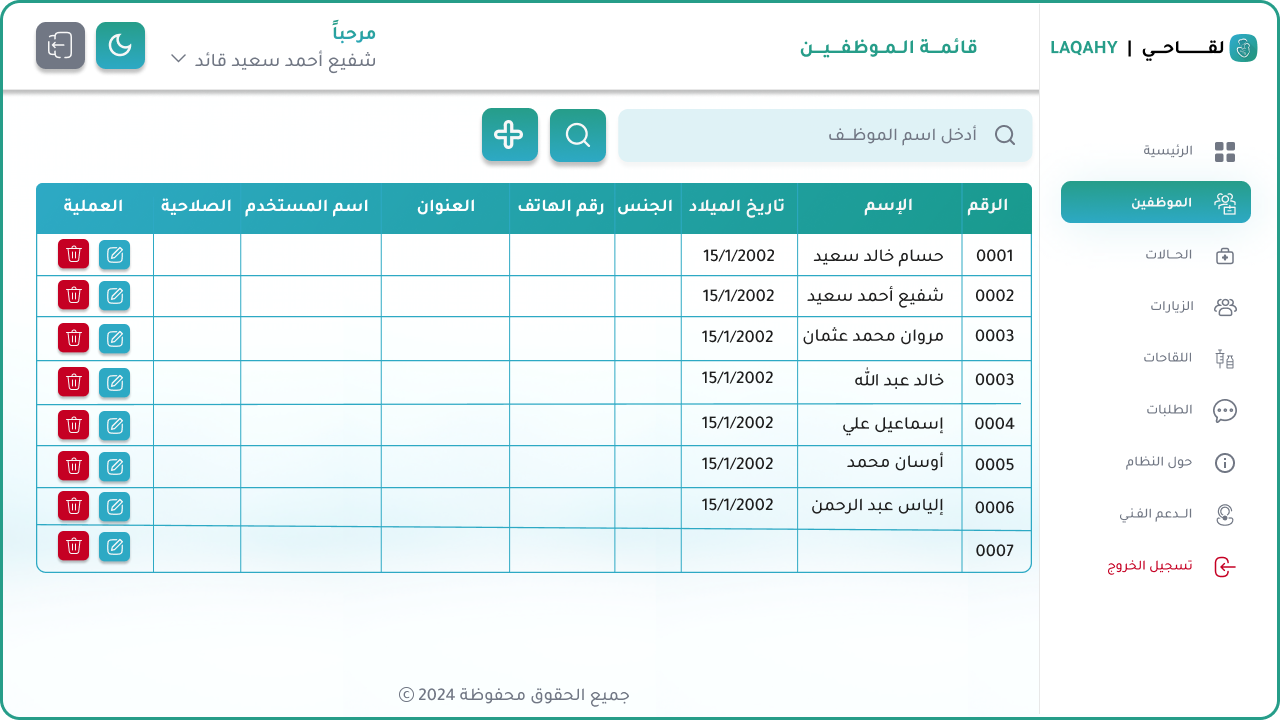 لقـــاحـي | LAQAHY
الرئيسية
الموظفين
الحـالات
الزيارات
اللقاحات
الطلبات
حول النظام
الـدعم الفني
تسجيل الخروج
قائمـة الـمـوظفـيـن
مرحباً
شفيع أحمد سعيد قائد
أدخل اسم الموظـف
الرقم الإسم تاريخ الميلاد الجنس رقم الهاتف العنوان اسم المستخدم الصلاحية العملية
0001 حسام خالد سعيد 15/1/2002
0002 شفيع أحمد سعيد 15/1/2002
0003 مروان محمد عثمان 15/1/2002
0003 خالد عبد الله 15/1/2002
0004 إسماعيل علي 15/1/2002
0005 أوسان محمد 15/1/2002
0006 إلياس عبد الرحمن 15/1/2002
0007
جميع الحقوق محفوظة 2024 ©